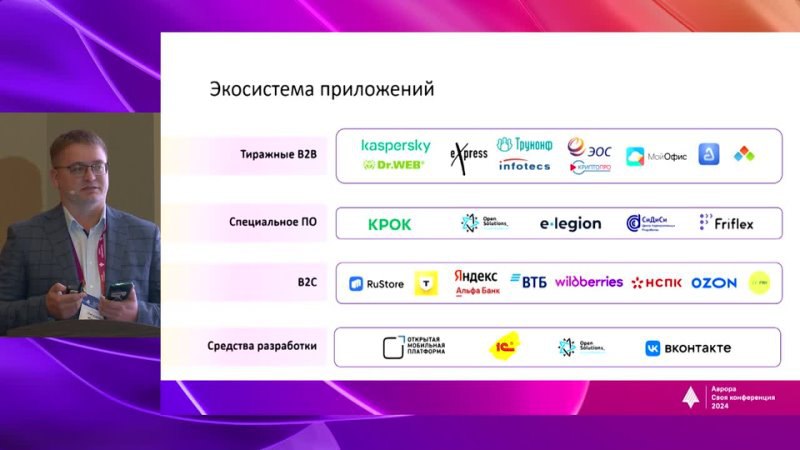 Экосистема приложений
Тиражные B2B
kaspersky
Dr.WEB®
eXpress
Труконф
infotecs
ЭОС
КРИПТОПРО
МойОфис
Специальное ПО
КРОК
Open
Solutions_
e•legion
СиДиСи
Friflex
B2C
RuStore
Т
Яндекс
Альфа Банк
ВТБ
wildberries
НСПК
OZON
Средства разработки
ОТКРЫТАЯ
МОБИЛЬНАЯ
ПЛАТФОРМА
1С
Open
Solutions_
вконтакте
Аврора
Своя конференция
2024